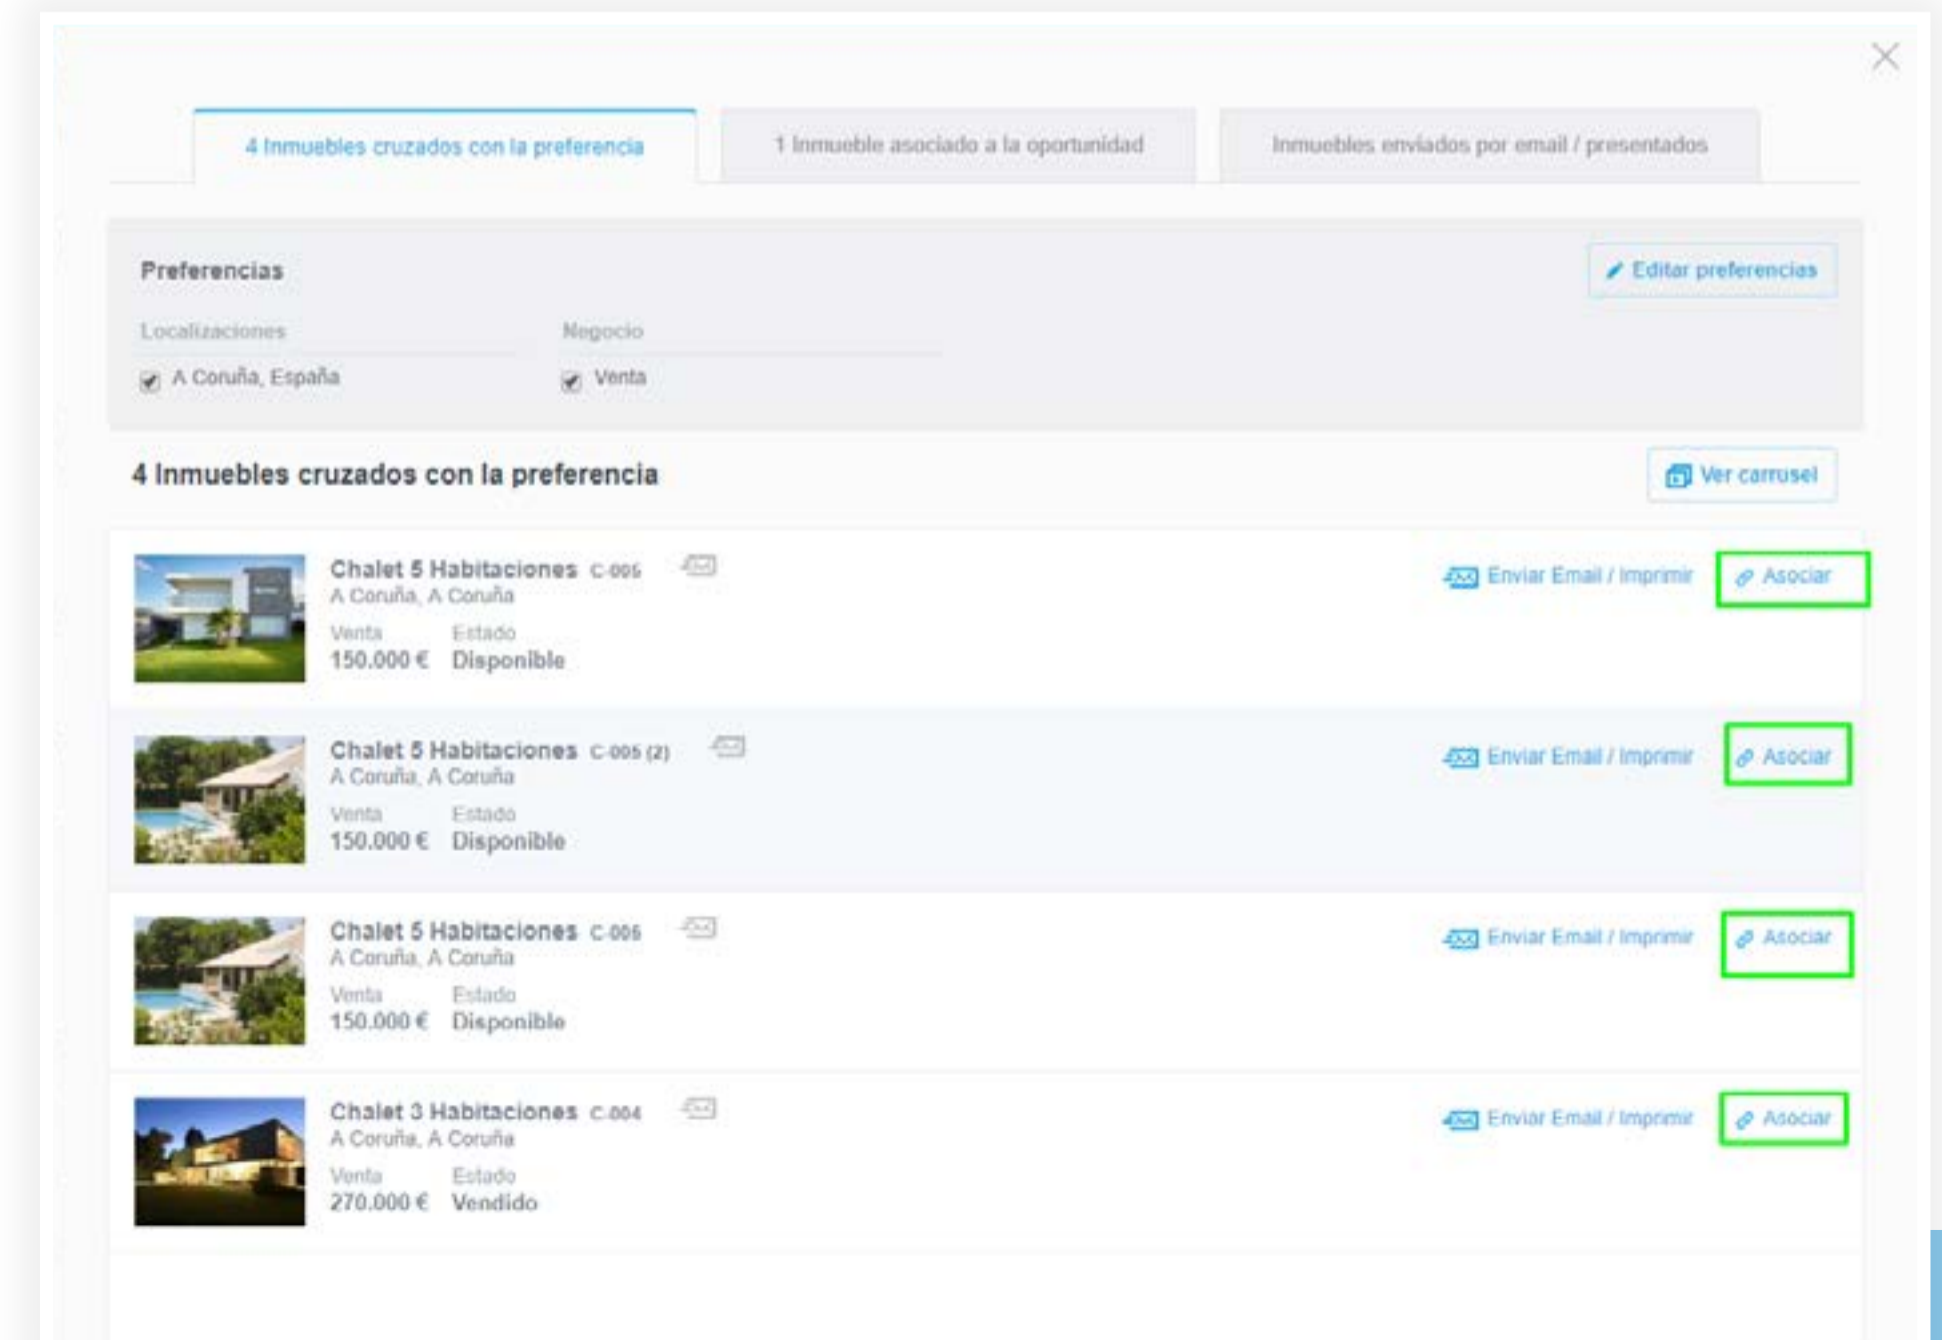 4 Inmuebles cruzados con la preferencia
1 Inmueble asociado a la oportunidad
Inmuebles enviados por email / presentados
Preferencias
Editar preferencias
Localizaciones
Negocio
A Coruña, España
Venta
4 Inmuebles cruzados con la preferencia
Ver carrusel
Chalet 5 Habitaciones C-005
Enviar Email / Imprimir
Asociar
A Coruña, A Coruña
Venta Estado
150.000 € Disponible
Chalet 5 Habitaciones C-005 (2)
Enviar Email / Imprimir
Asociar
A Coruña, A Coruña
Venta Estado
150.000 € Disponible
Chalet 5 Habitaciones
Enviar Email / Imprimir
Asociar
A Coruña, A Coruña
Venta Estado
150.000 € Disponible
Chalet 3 Habitaciones C-004
Enviar Email / Imprimir
Asociar
A Coruña, A Coruña
Venta Estado
270.000 € Vendido